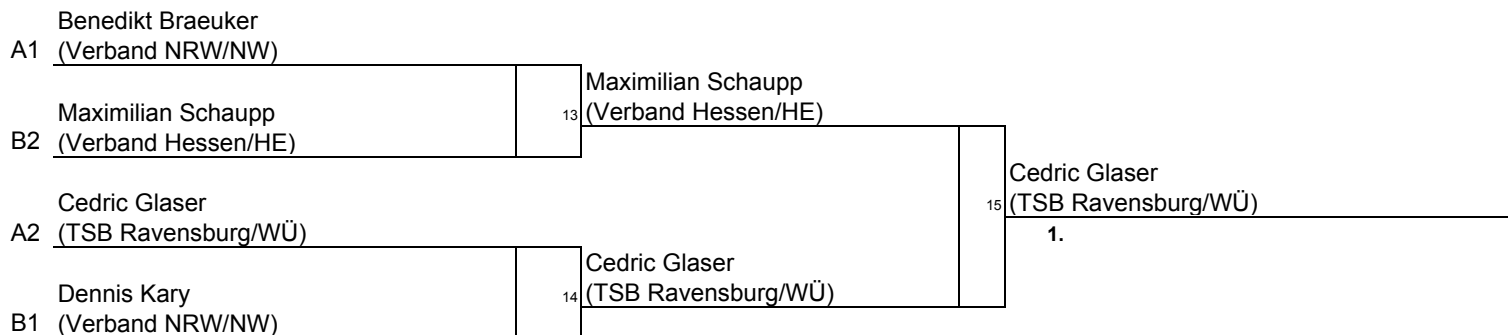 Benedikt Braeuker
A1 (Verband NRW/NW)
Maximilian Schaupp
13 (Verband Hessen/HE)
Maximilian Schaupp
B2 (Verband Hessen/HE)
Cedric Glaser
15 (TSB Ravensburg/WÜ)
1.
Cedric Glaser
A2 (TSB Ravensburg/WÜ)
Cedric Glaser
14 (TSB Ravensburg/WÜ)
Dennis Kary
B1 (Verband NRW/NW)